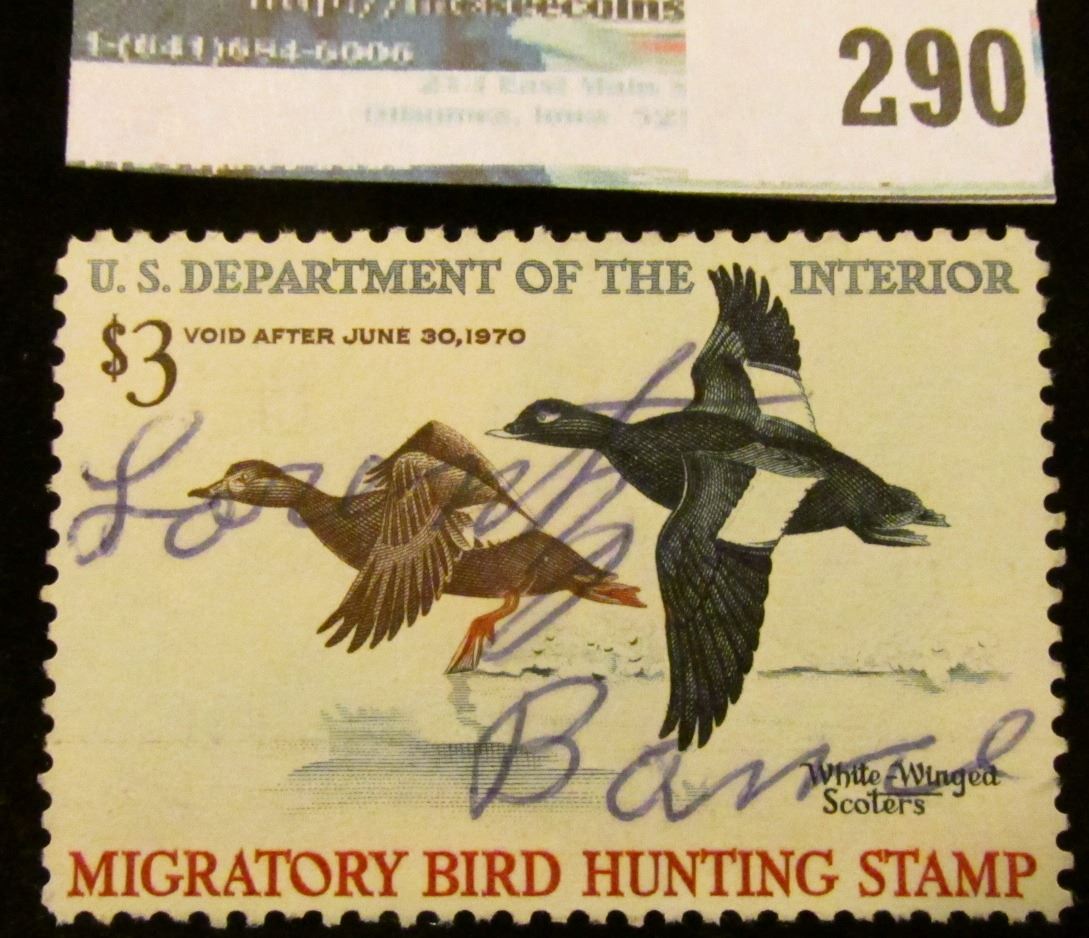 1-(641)684-6006
290
U. S. DEPARTMENT OF THE INTERIOR
$3 VOID AFTER JUNE 30,1970
White-Winged
Scoters
MIGRATORY BIRD HUNTING STAMP